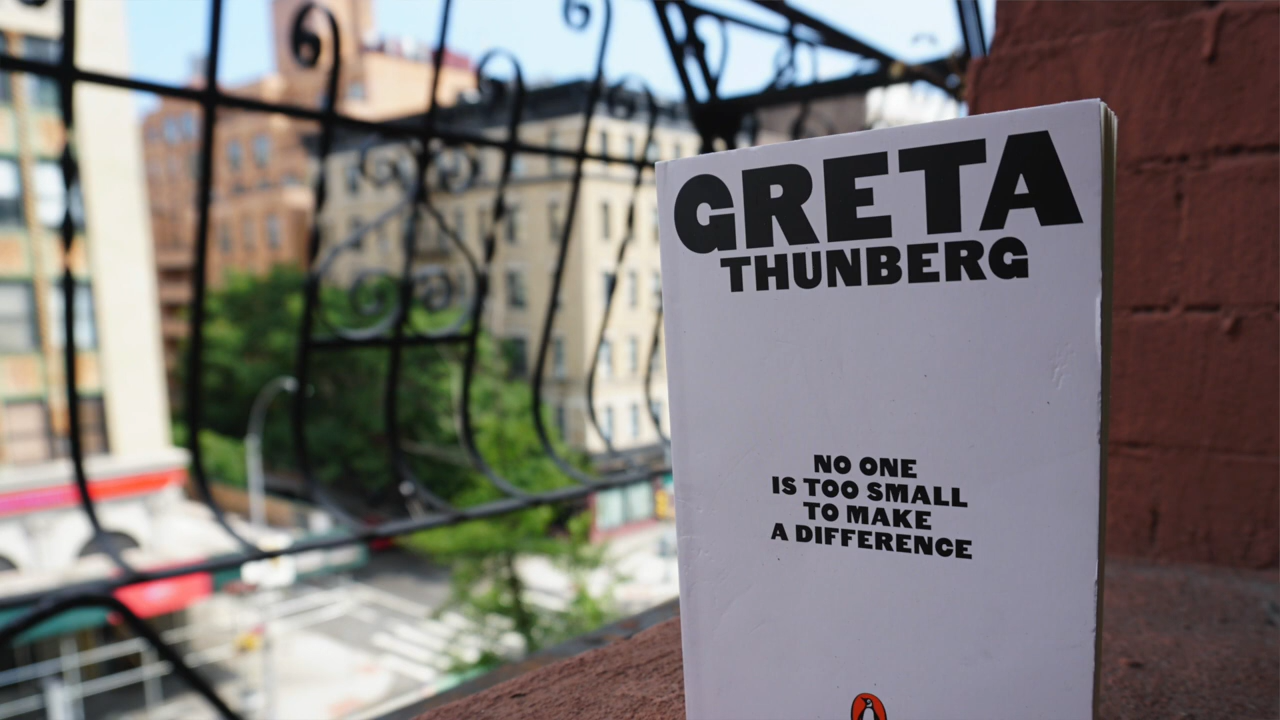 GRETA
THUNBERG
NO ONE
IS TOO SMALL
TO MAKE
A DIFFERENCE